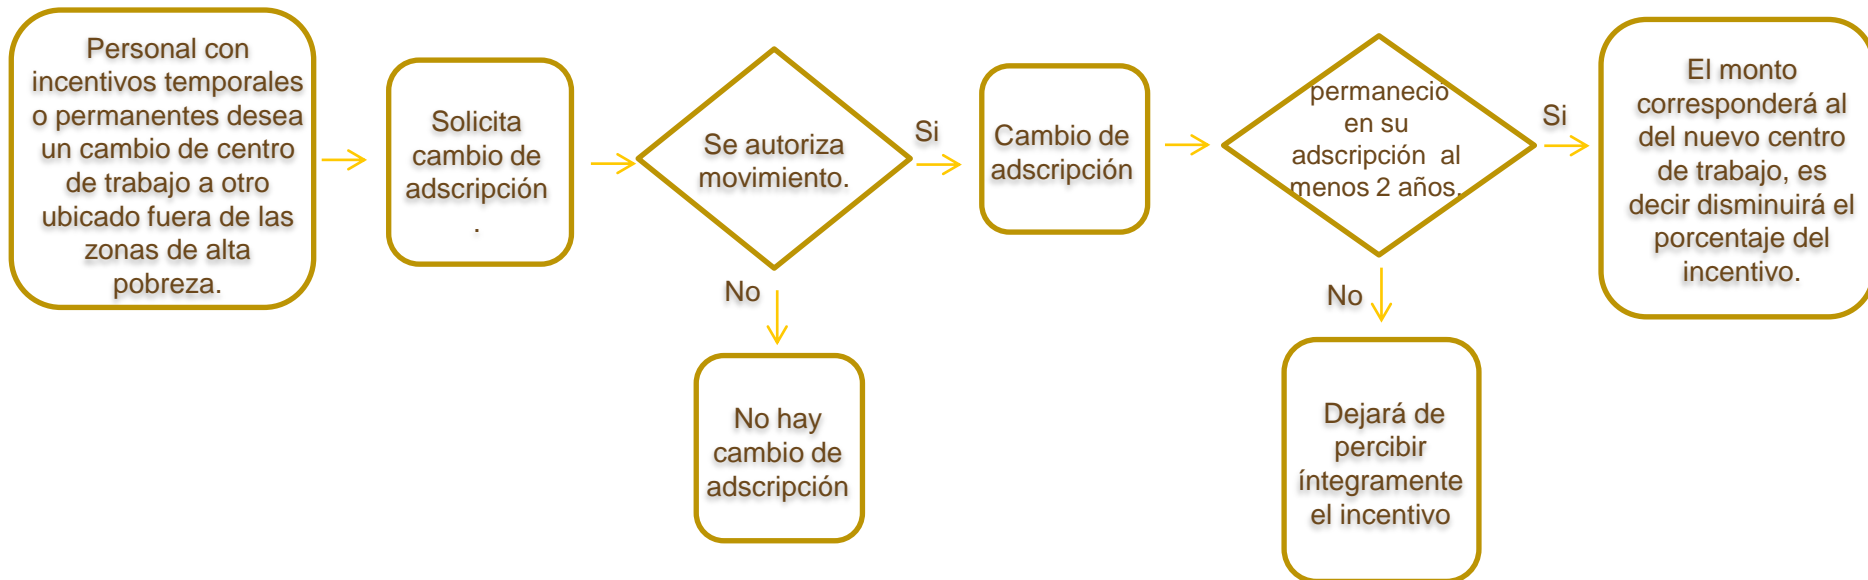 Personal con
incentivos temporales
o permanentes desea
un cambio de centro
de trabajo a otro
ubicado fuera de las
zonas de alta
pobreza.
Solicita
cambio de
adscripción
.
Se autoriza
movimiento.
Si
No
No hay
cambio de
adscripción
Cambio de
adscripción
permaneció
en su
adscripción al
menos 2 años.
Si
No
Dejará de
percibir
íntegramente
el incentivo
El monto
corresponderá al
del nuevo centro
de trabajo, es
decir disminuirá el
porcentaje del
incentivo.